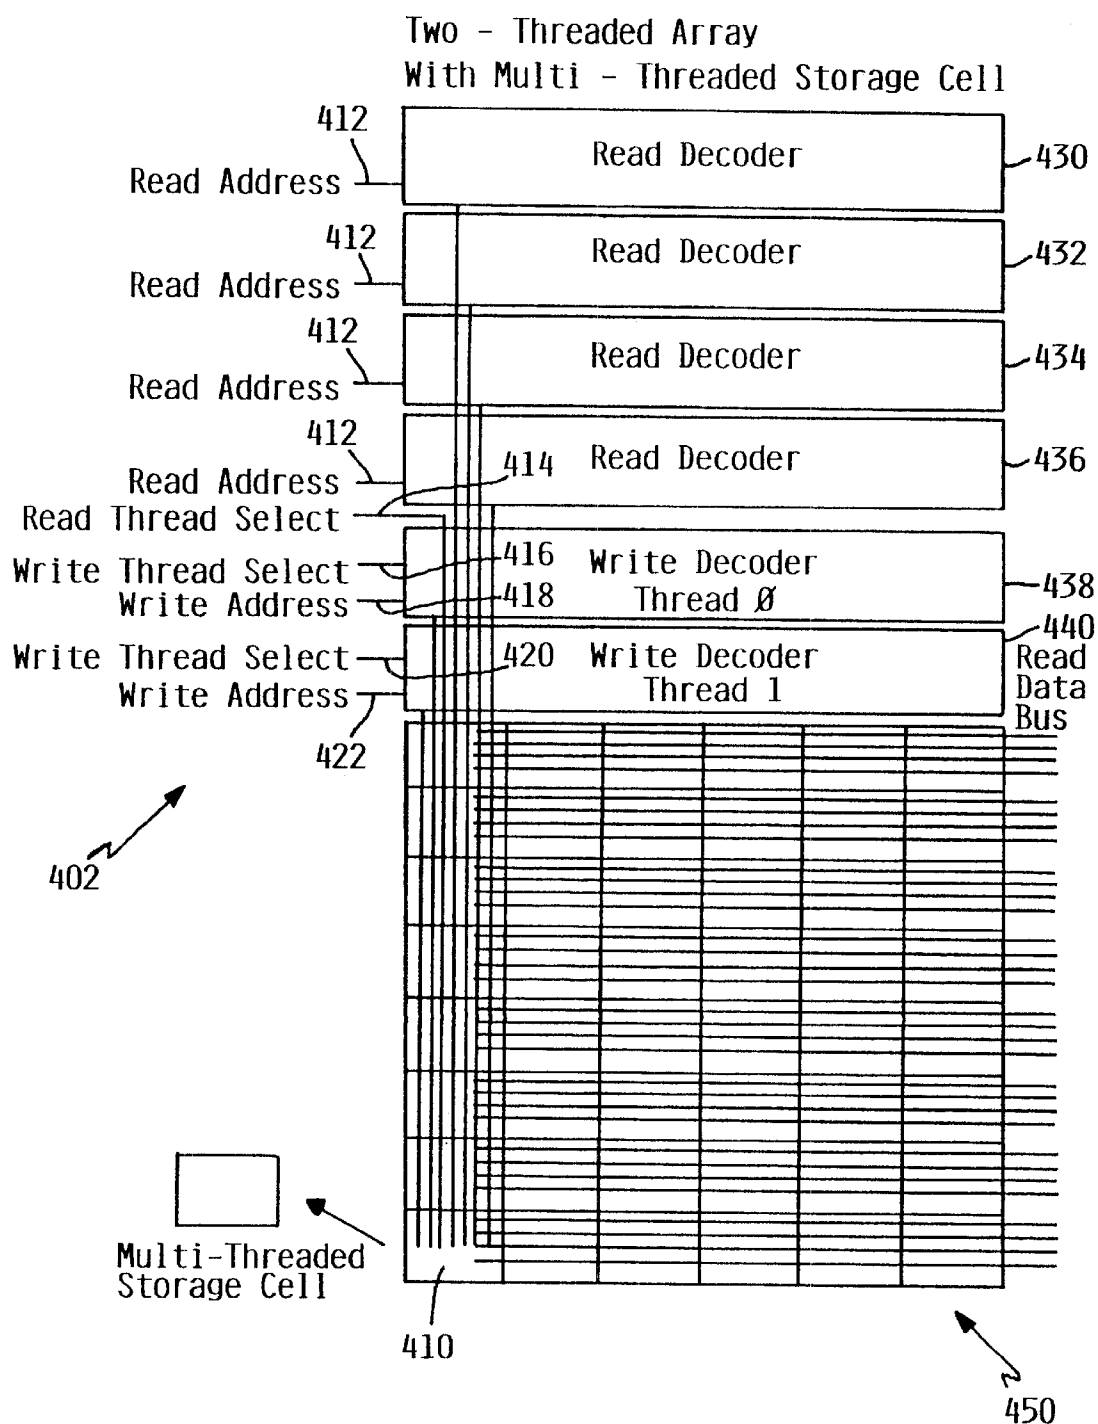 Two - Threaded Array
With Multi - Threaded Storage Cell
412
Read Decoder
430
Read Address
412
Read Decoder
432
Read Address
412
Read Decoder
434
Read Address
412
414
Read Decoder
436
Read Address
Read Thread Select
416
Write Decoder
Write Thread Select
438
418
Thread Ø
Write Address
440
Write Thread Select
420
Write Decoder
Read
Data
Bus
Write Address
Thread 1
422
402
Multi-Threaded
Storage Cell
410
450